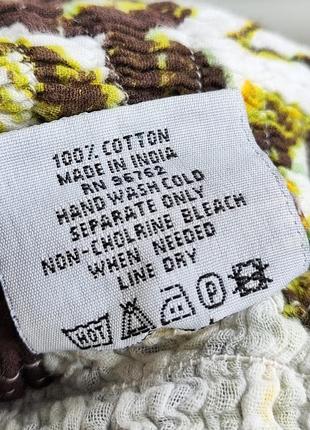 100% COTTON
MADE IN INDIA
RN 96762
HAND WASH COLD
SEPARATE ONLY
NON-CHOLRINE BLEACH
WHEN NEEDED
LINE DRY
HOT P